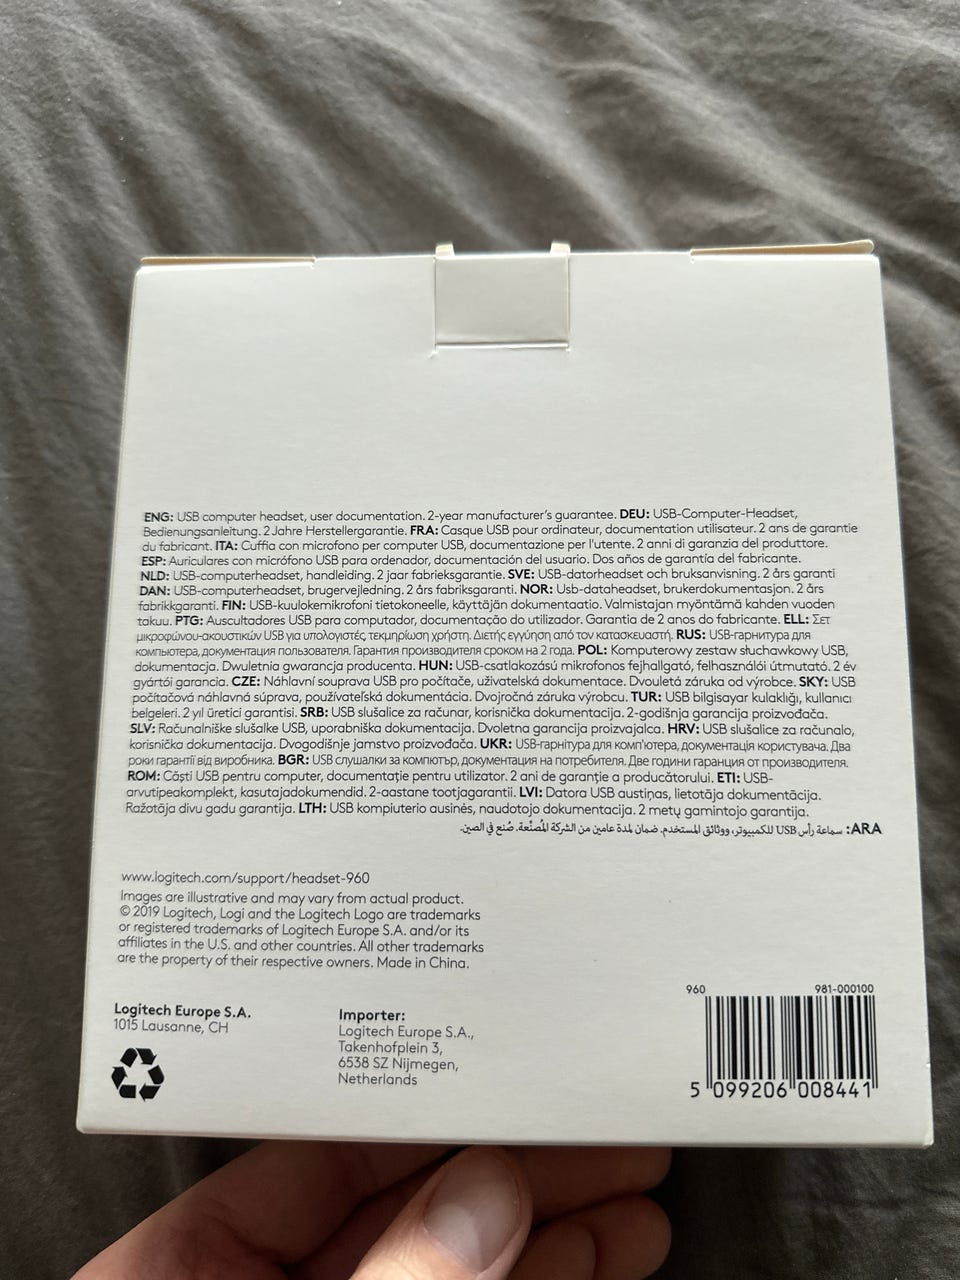 ENG: USB computer headset, user documentation. 2-year manufacturer's guarantee. DEU: USB-Computer-Headset,
Bedienungsanleitung. 2 Jahre Herstellergarantie. FRA: Casque USB pour ordinateur, documentation utilisateur. 2 ans de garantie
du fabricant. ITA: Cuffia con microfono per computer USB, documentazione per l'utente. 2 anni di garanzia del produttore.
ESP: Auriculares con micrófono USB para ordenador, documentación del usuario. Dos años de garantía del fabricante.
NLD: USB-computerheadset, handleiding. 2 jaar fabrieksgarantie. SVE: USB-datorheadset och bruksanvisning. 2 års garanti
DAN: USB-computerheadset, brugervejledning. 2 års fabriksgaranti. NOR: Usb-dataheadset, brukerdokumentasjon. 2 års
fabrikkgaranti. FIN: USB-kuulokemikrofoni tietokoneelle, käyttäjän dokumentaatio. Valmistajan myöntämä kahden vuoden
takuu. PTG: Auscultadores USB para computador, documentação do utilizador. Garantia de 2 anos do fabricante. ELL: Σετ
μικροφώνου-ακουστικών USB για υπολογιστές, τεκμηρίωση χρήστη. Διετής εγγύηση από τον κατασκευαστή. RUS: USB-гарнитура для
компьютера, документация пользователя. Гарантия производителя сроком на 2 года. POL: Komputerowy zestaw słuchawkowy USB,
dokumentacja. Dwuletnia gwarancja producenta. HUN: USB-csatlakozású mikrofonos fejhallgató, felhasználói útmutató. 2 év
gyártói garancia. CZE: Náhlavní souprava USB pro počítače, uživatelská dokumentace. Dvouletá záruka od výrobce. SKY: USB
počítačová náhlavná súprava, používateľská dokumentácia. Dvojročná záruka výrobcu. TUR: USB bilgisayar kulaklığı, kullanıcı
belgeleri. 2 yıl üretici garantisi. SRB: USB slušalice za računar, korisnička dokumentacija. 2-godišnja garancija proizvođača.
SLV: Računalniške slušalke USB, uporabniška dokumentacija. Dvoletna garancija proizvajalca. HRV: USB slušalice za računalo,
korisnička dokumentacija. Dvogodišnje jamstvo proizvođača. UKR: USB-гарнітура для комп'ютера, документація користувача. Два
роки гарантії від виробника. BGR: USB слушалки за компютър, документация на потребителя. Две години гаранция от производителя.
ROM: Căști USB pentru computer, documentație pentru utilizator. 2 ani de garanție a producătorului. ETI: USB-
arvutipeakomplekt, kasutajadokumendid. 2-aastane tootjagarantii. LVI: Datora USB austiņas, lietotāja dokumentācija.
Ražotāja divu gadu garantija. LTH: USB kompiuterio ausinės, naudotojo dokumentacija. 2 metų gamintojo garantija.
ARA: سماعة رأس USB للكمبيوتر، ووثائق المستخدم. ضمان لمدة عامين من الشركة المُصنِّعة. صُنع في الصين.
www.logitech.com/support/headset-960
Images are illustrative and may vary from actual product.
© 2019 Logitech, Logi and the Logitech Logo are trademarks
or registered trademarks of Logitech Europe S.A. and/or its
affiliates in the U.S. and other countries. All other trademarks
are the property of their respective owners. Made in China.
Logitech Europe S.A.
1015 Lausanne, CH
Importer:
Logitech Europe S.A.,
Takenhofplein 3,
6538 SZ Nijmegen,
Netherlands
960 981-000100
5 099206 008441